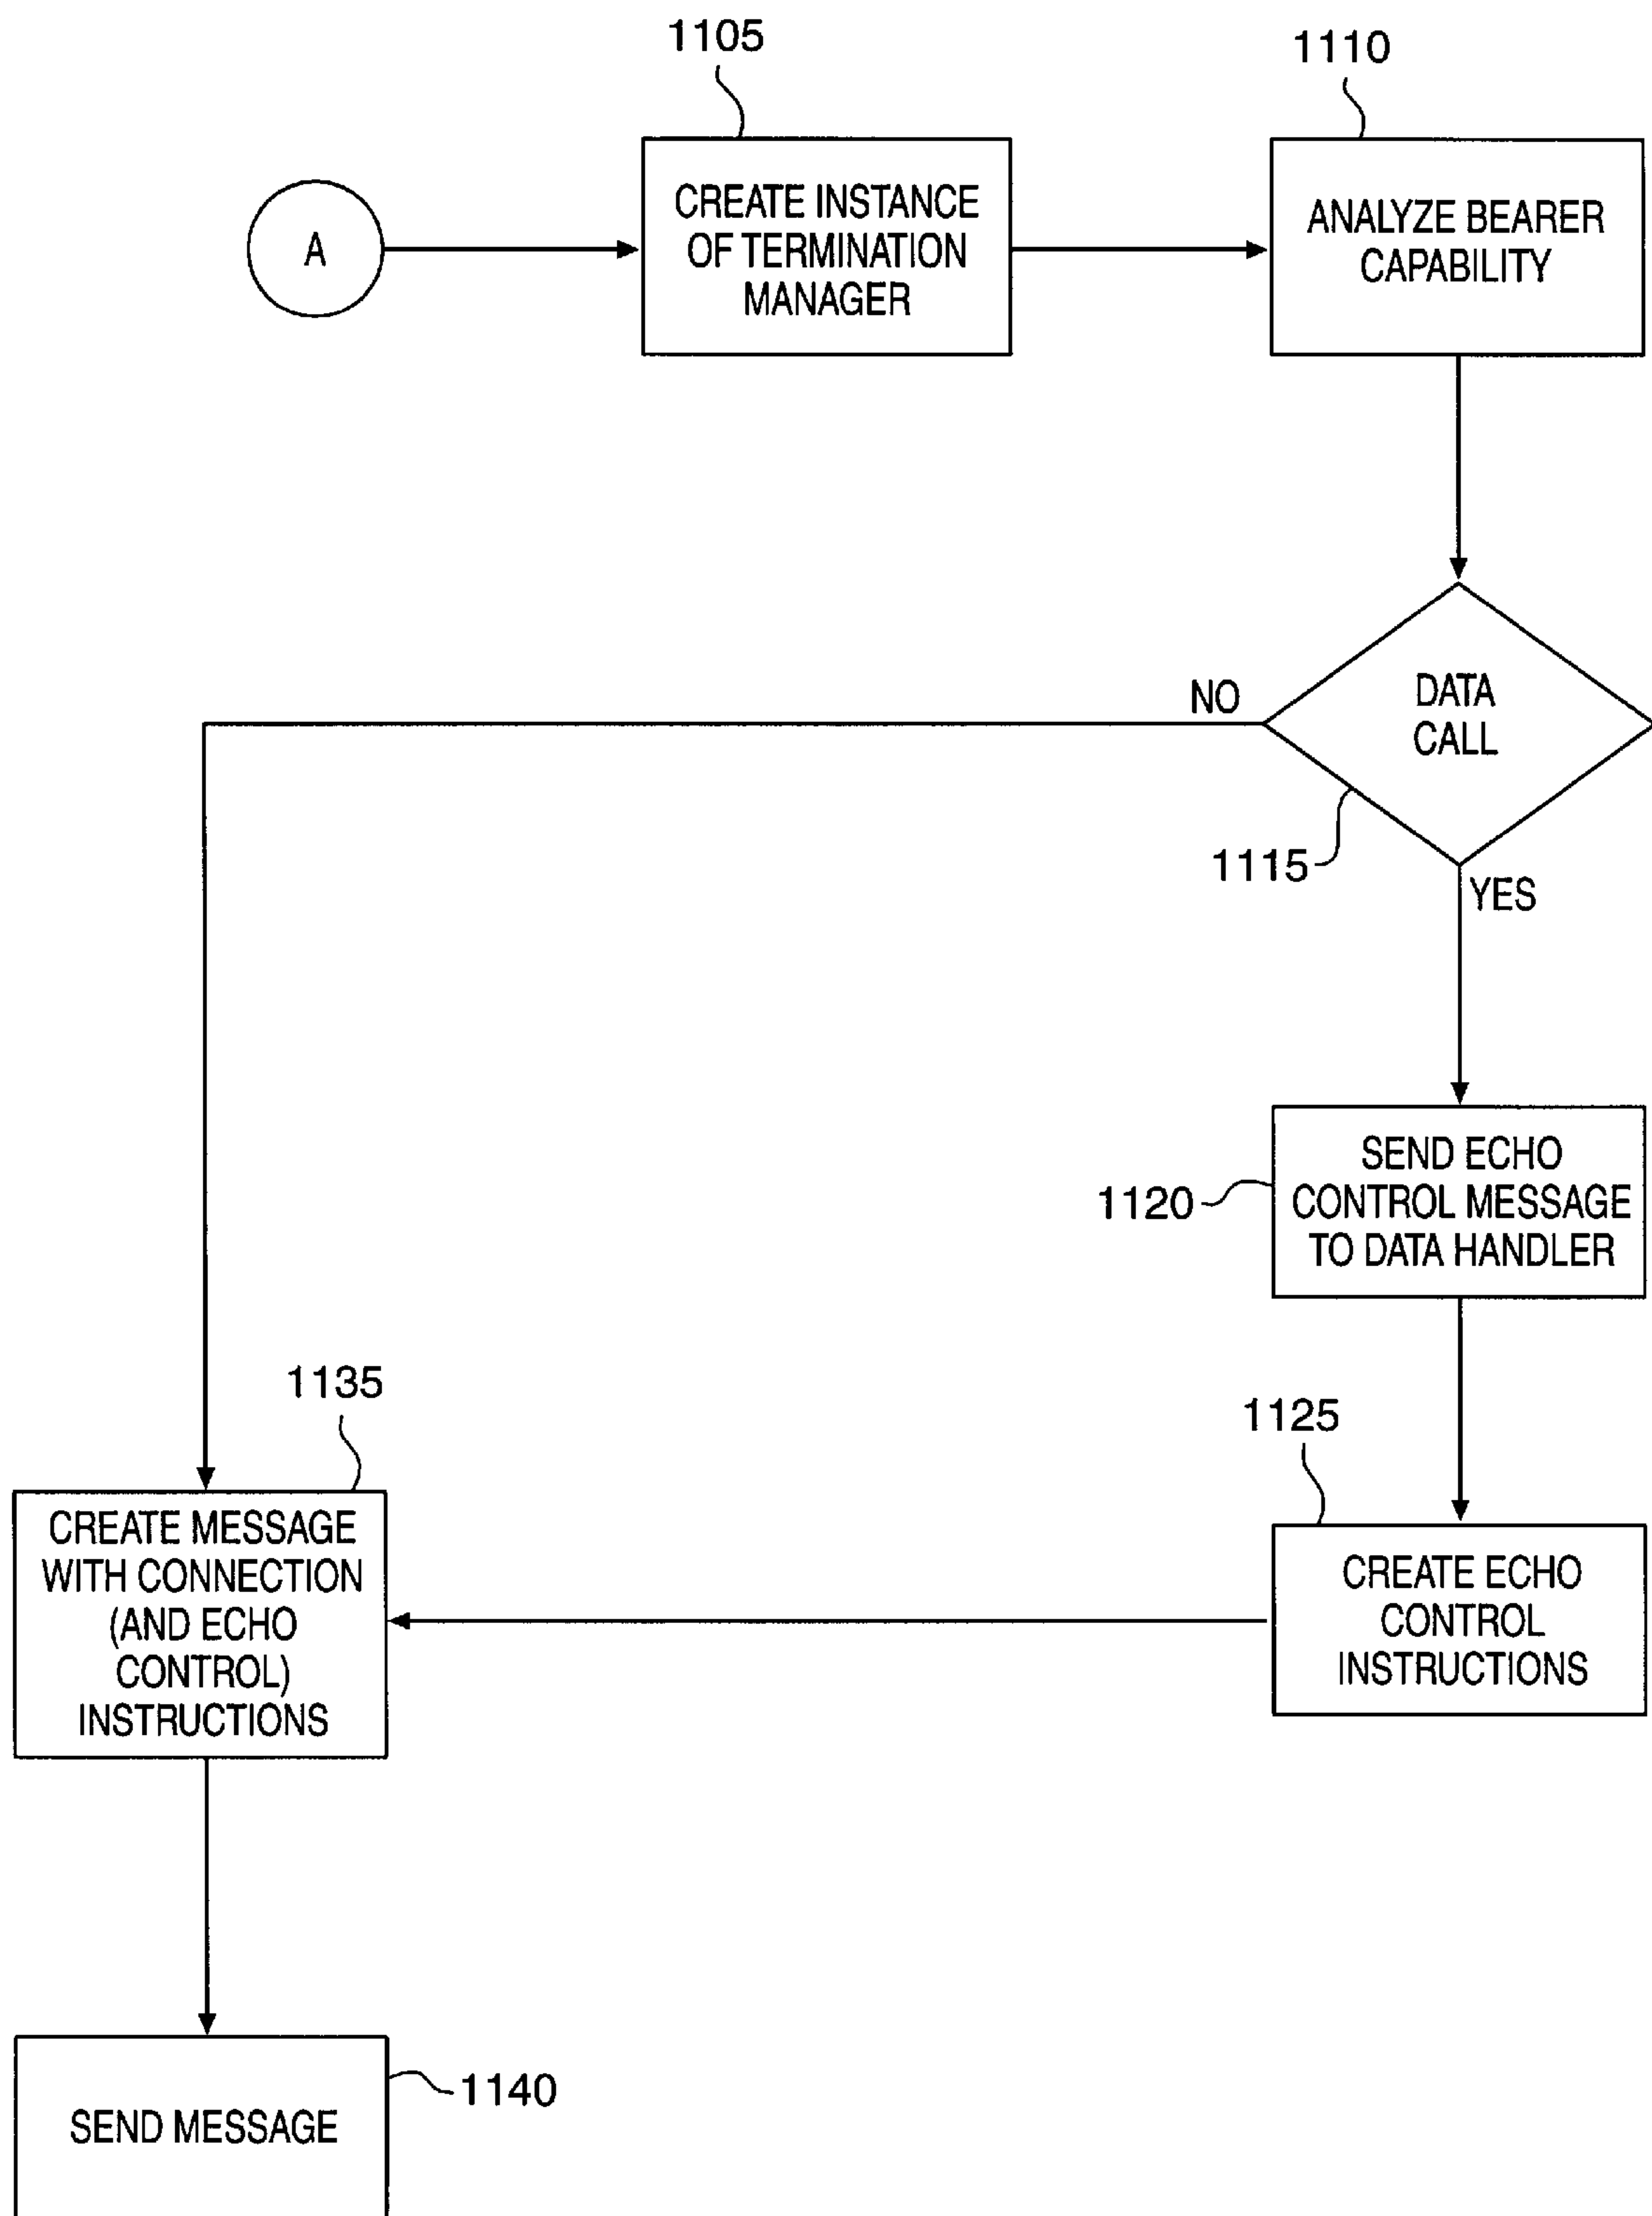 1105
1110
A
CREATE INSTANCE
OF TERMINATION
MANAGER
ANALYZE BEARER
CAPABILITY
NO
DATA
CALL
1115
YES
1120
SEND ECHO
CONTROL MESSAGE
TO DATA HANDLER
1135
1125
CREATE MESSAGE
WITH CONNECTION
(AND ECHO
CONTROL)
INSTRUCTIONS
CREATE ECHO
CONTROL
INSTRUCTIONS
1140
SEND MESSAGE